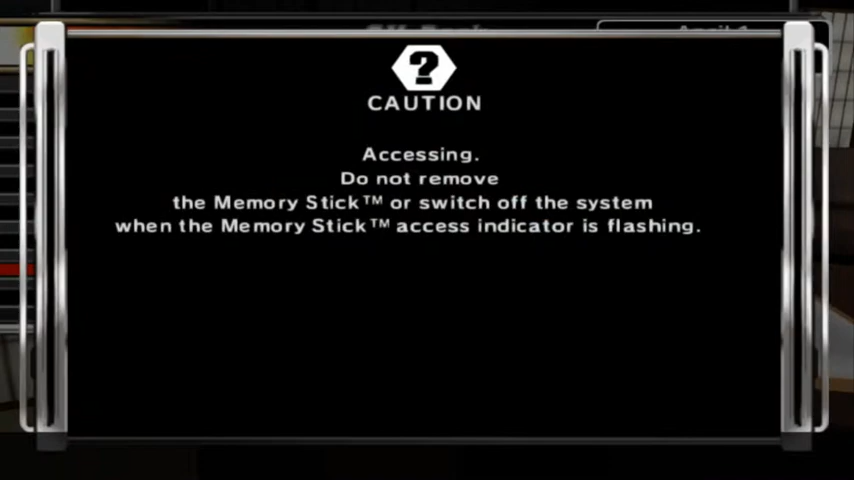 CAUTION
Accessing.
Do not remove
the Memory Stick™ or switch off the system
when the Memory Stick™ access indicator is flashing.